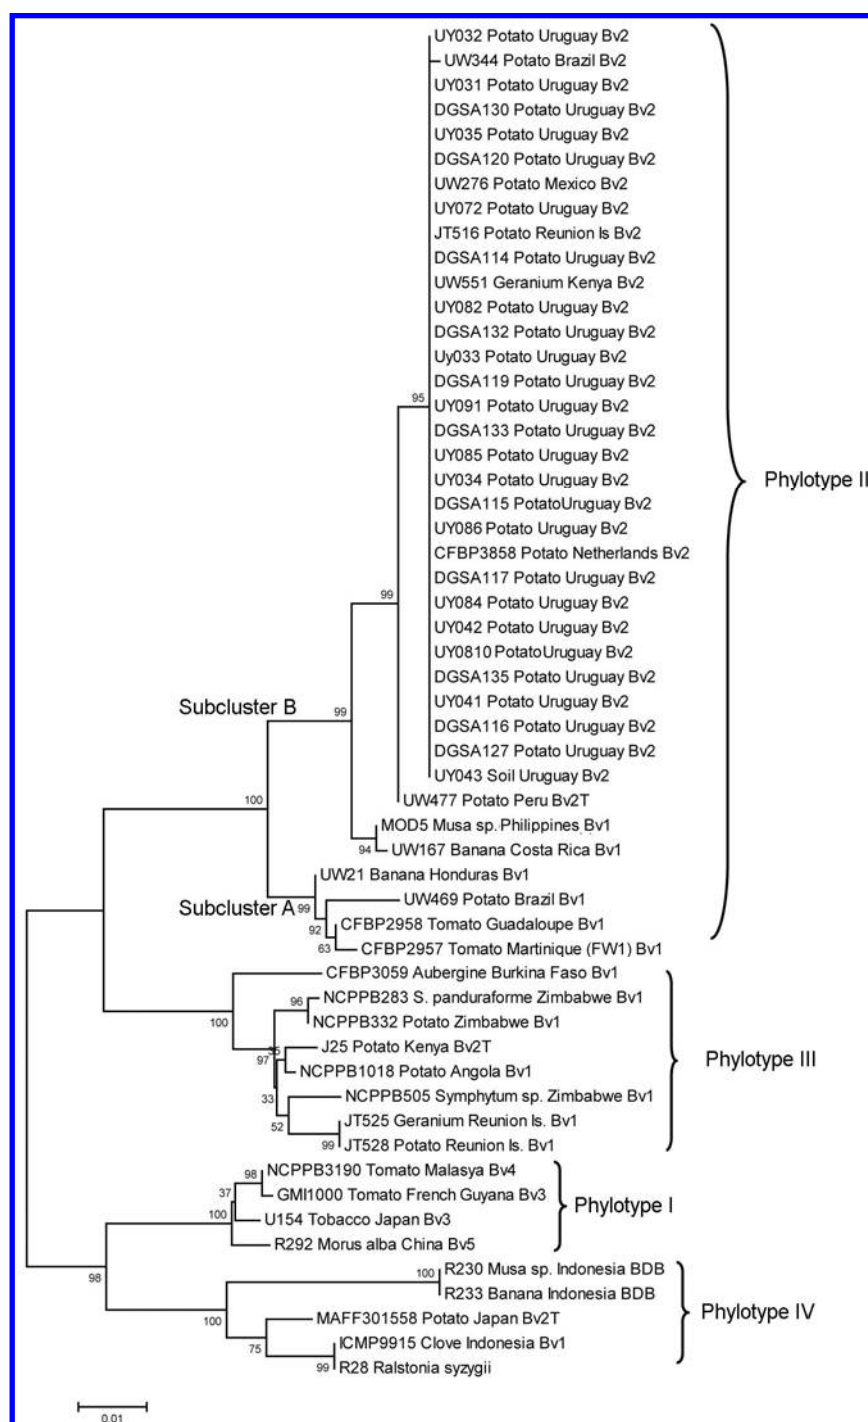 UY032 Potato Uruguay Bv2
UW344 Potato Brazil Bv2
UY031 Potato Uruguay Bv2
DGSA130 Potato Uruguay Bv2
UY035 Potato Uruguay Bv2
DGSA120 Potato Uruguay Bv2
UW276 Potato Mexico Bv2
UY072 Potato Uruguay Bv2
JT516 Potato Reunion Is Bv2
DGSA114 Potato Uruguay Bv2
UW551 Geranium Kenya Bv2
UY082 Potato Uruguay Bv2
DGSA132 Potato Uruguay Bv2
Uy033 Potato Uruguay Bv2
DGSA119 Potato Uruguay Bv2
95
UY091 Potato Uruguay Bv2
DGSA133 Potato Uruguay Bv2
UY085 Potato Uruguay Bv2
UY034 Potato Uruguay Bv2
Phylotype II
DGSA115 PotatoUruguay Bv2
UY086 Potato Uruguay Bv2
CFBP3858 Potato Netherlands Bv2
DGSA117 Potato Uruguay Bv2
99
UY084 Potato Uruguay Bv2
UY042 Potato Uruguay Bv2
UY0810 PotatoUruguay Bv2
DGSA135 Potato Uruguay Bv2
UY041 Potato Uruguay Bv2
Subcluster B
99
DGSA116 Potato Uruguay Bv2
DGSA127 Potato Uruguay Bv2
UY043 Soil Uruguay Bv2
UW477 Potato Peru Bv2T
100
MOD5 Musa sp. Philippines Bv1
94
UW167 Banana Costa Rica Bv1
UW21 Banana Honduras Bv1
Subcluster A
99
UW469 Potato Brazil Bv1
92
CFBP2958 Tomato Guadaloupe Bv1
63
CFBP2957 Tomato Martinique (FW1) Bv1
CFBP3059 Aubergine Burkina Faso Bv1
96
NCPPB283 S. panduraforme Zimbabwe Bv1
100
NCPPB332 Potato Zimbabwe Bv1
97
35
J25 Potato Kenya Bv2T
Phylotype III
NCPPB1018 Potato Angola Bv1
33
NCPPB505 Symphytum sp. Zimbabwe Bv1
52
JT525 Geranium Reunion Is. Bv1
99
JT528 Potato Reunion Is. Bv1
98
NCPPB3190 Tomato Malasya Bv4
37
GMI1000 Tomato French Guyana Bv3
Phylotype I
100
U154 Tobacco Japan Bv3
R292 Morus alba China Bv5
98
100
R230 Musa sp. Indonesia BDB
R233 Banana Indonesia BDB
Phylotype IV
100
MAFF301558 Potato Japan Bv2T
75
ICMP9915 Clove Indonesia Bv1
99
R28 Ralstonia syzygii
0.01